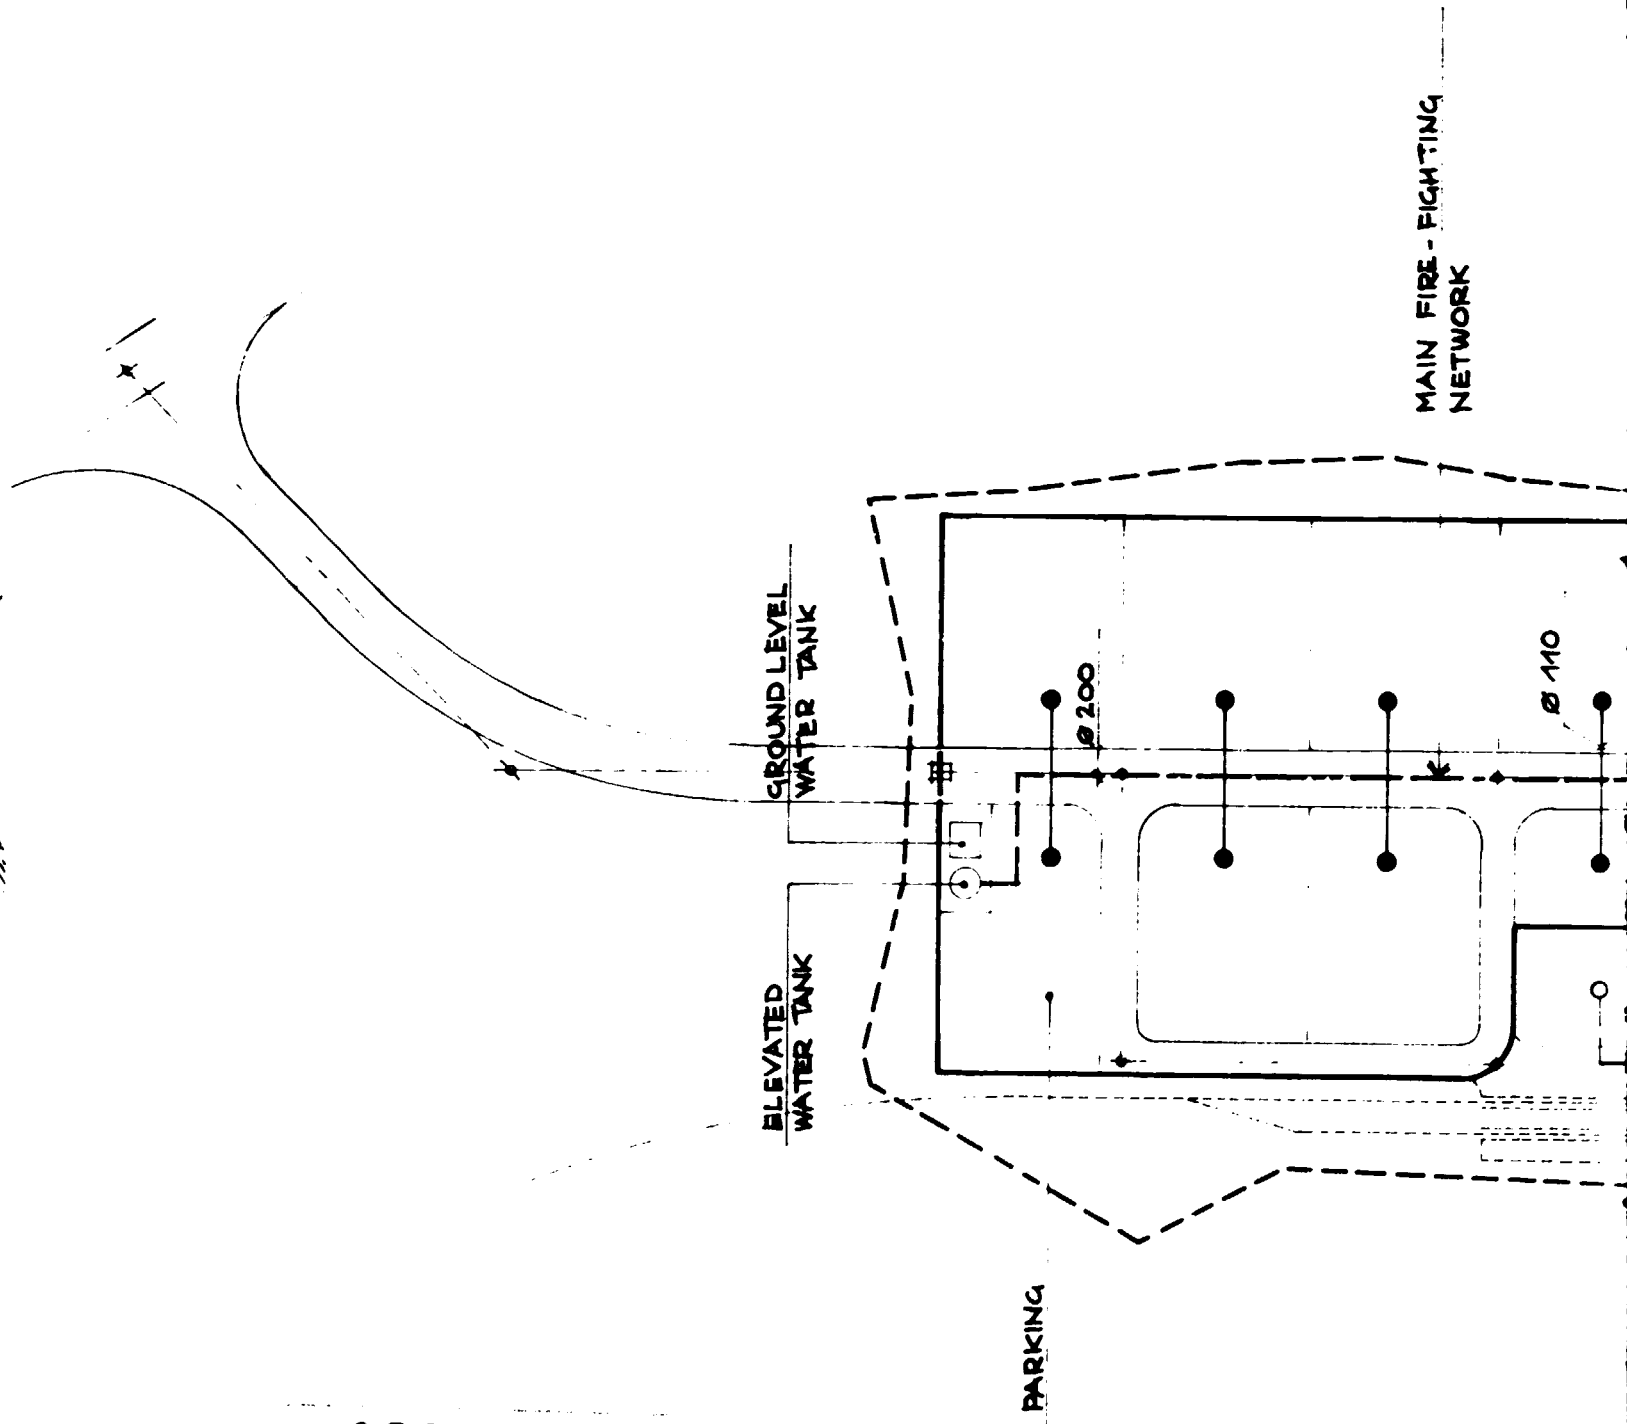 MAIN FIRE-FIGHTING
NETWORK
GROUND LEVEL
WATER TANK
Ø 200
Ø 110
ELEVATED
WATER TANK
PARKING